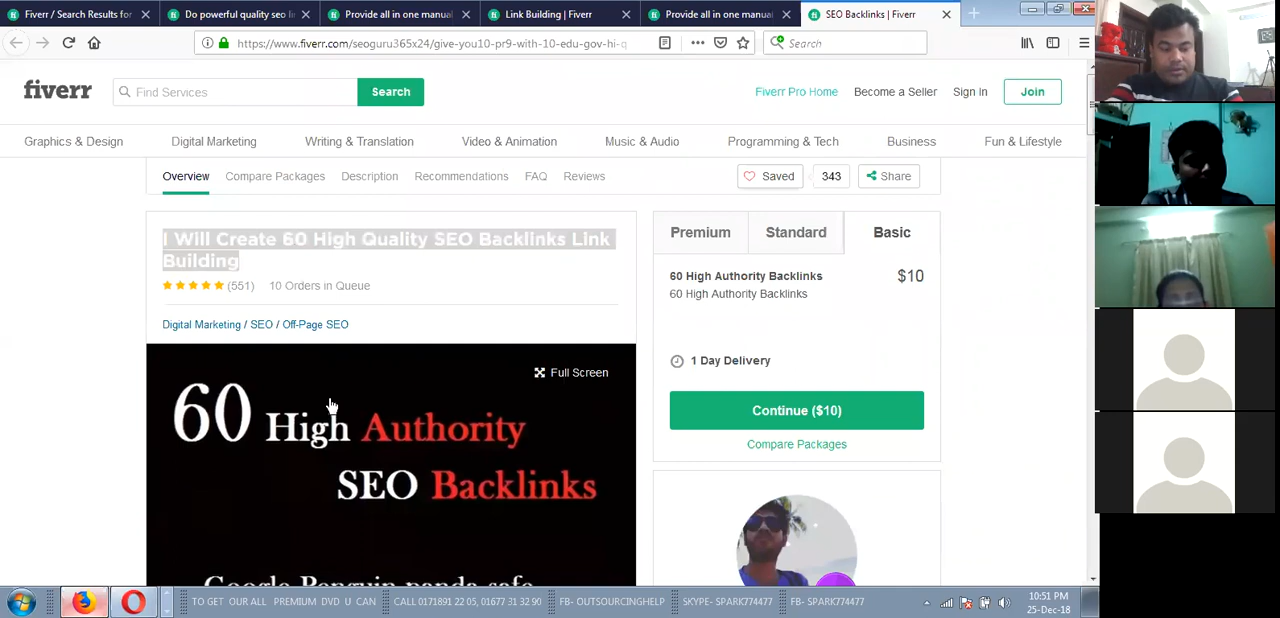 Fiverr / Search Results for
Do powerful quality seo li
Provide all in one manual
Link Building | Fiverr
Provide all in one manual
SEO Backlinks | Fiverr
https://www.fiverr.com/seoguru365x24/give-you10-pr9-with-10-edu-gov-hi-q
Search
fiverr
Find Services
Search
Fiverr Pro Home
Become a Seller
Sign In
Join
Graphics & Design
Digital Marketing
Writing & Translation
Video & Animation
Music & Audio
Programming & Tech
Business
Fun & Lifestyle
Overview
Compare Packages
Description
Recommendations
FAQ
Reviews
Saved
343
Share
I Will Create 60 High Quality SEO Backlinks Link
Building
(551)
10 Orders in Queue
Digital Marketing / SEO / Off-Page SEO
Full Screen
60 High Authority
SEO Backlinks
Google Penguin panda safe
Premium
Standard
Basic
60 High Authority Backlinks
$10
60 High Authority Backlinks
1 Day Delivery
Continue ($10)
Compare Packages
TO GET OUR ALL PREMIUM DVD U CAN
CALL 0171891 22 05, 01677 31 32 90
FB- OUTSOURCINGHELP
SKYPE- SPARK774477
FB- SPARK774477
10:51 PM
25-Dec-18